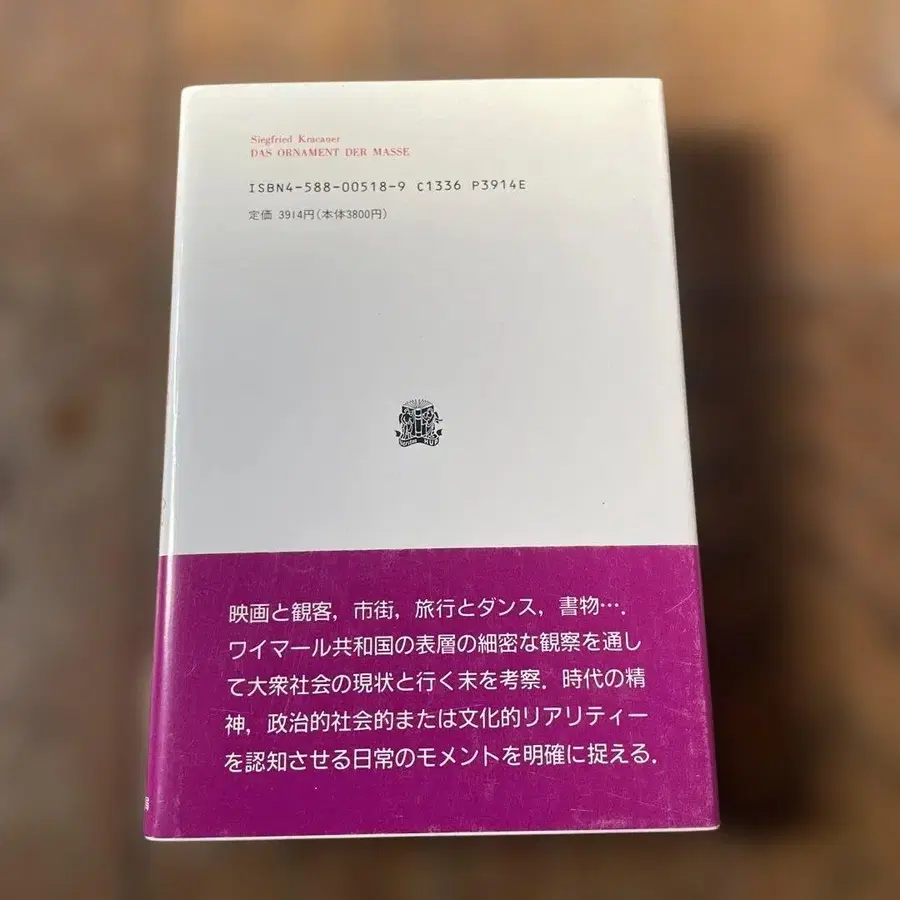 Siegfried Kracauer
DAS ORNAMENT DER MASSE
ISBN4-588-00518-9 C1336 P3914E
定価 3914円(本体3800円)
HUP
映画と観客，市街，旅行とダンス，書物….
ワイマール共和国の表層の細密な観察を通し
て大衆社会の現状と行く末を考察．時代の精
神，政治的社会的または文化的リアリティー
を認知させる日常のモメントを明確に捉える．
局